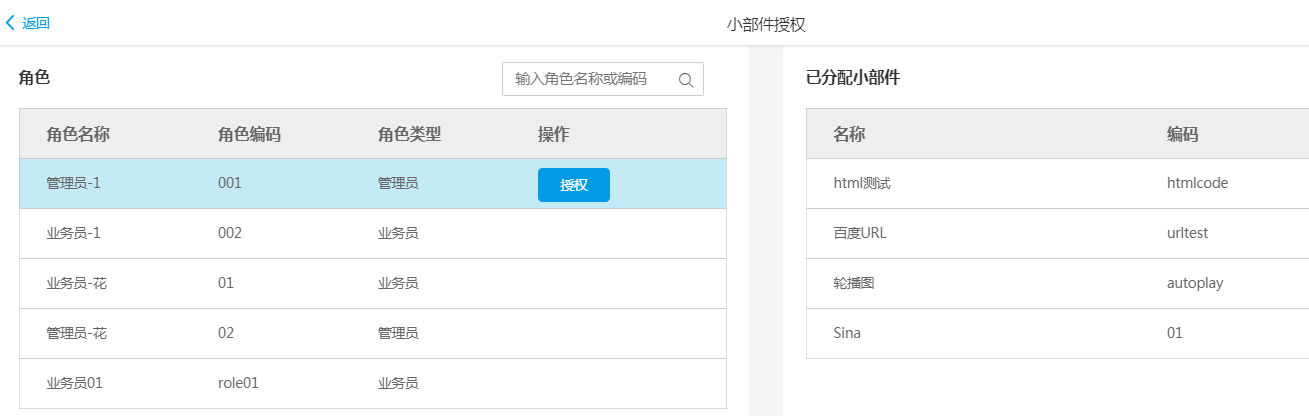 返回
小部件授权
角色
输入角色名称或编码
角色名称 角色编码 角色类型 操作
管理员-1 001 管理员 授权
业务员-1 002 业务员
业务员-花 01 业务员
管理员-花 02 管理员
业务员01 role01 业务员
已分配小部件
名称 编码
html测试 htmlcode
百度URL urltest
轮播图 autoplay
Sina 01